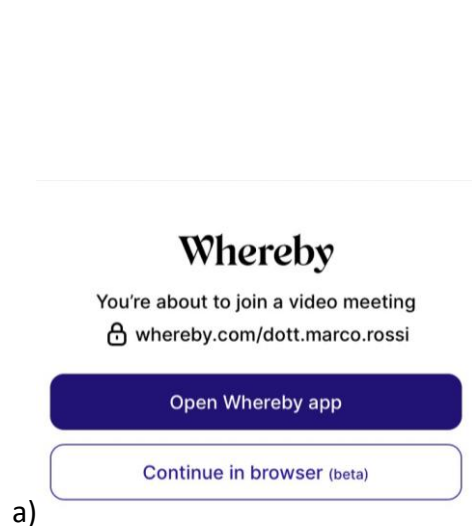 Whereby
You’re about to join a video meeting
whereby.com/dott.marco.rossi
Open Whereby app
Continue in browser (beta)
a)